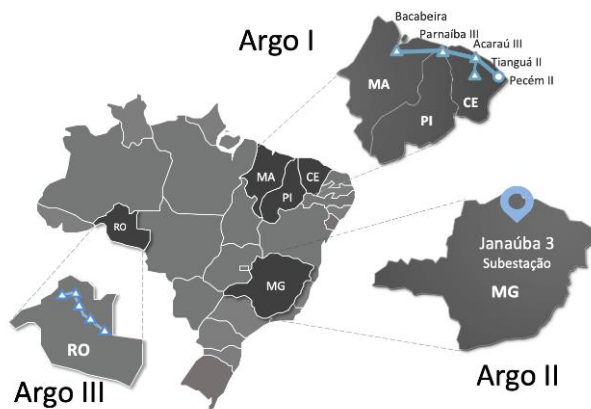 Argo I
Bacabeira
Parnaíba III
Acaraú III
Tianguá II
Pecém II
MA
PI
CE
MA
CE
PI
RO
MG
Janaúba 3
Subestação
MG
RO
Argo III
Argo II